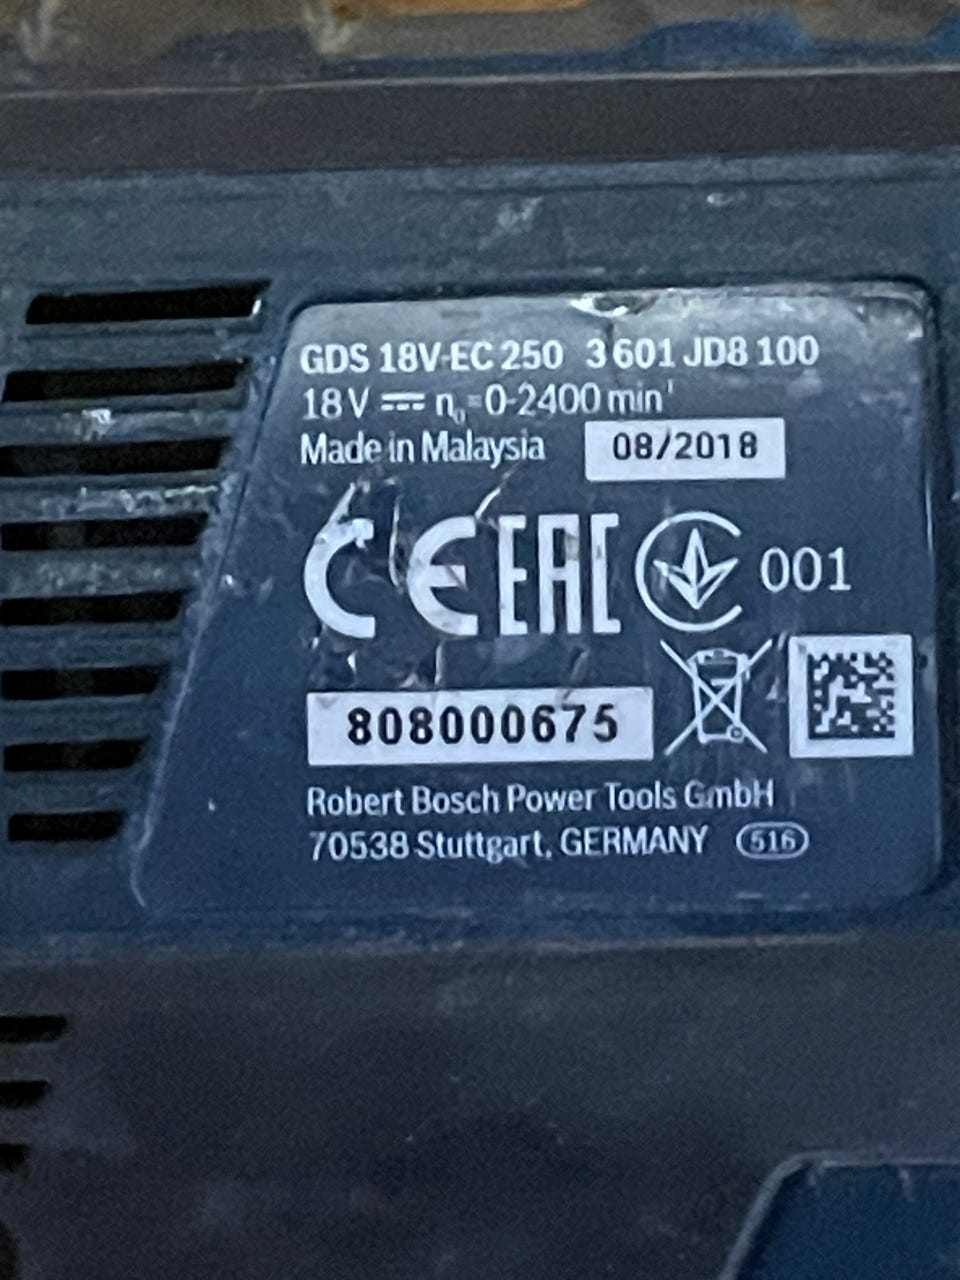 GDS 18V-EC 250 3 601 JD8 100
18 V ⎓ n₀=0-2400 min⁻¹
Made in Malaysia 08/2018
CE EAC 001
808000675
Robert Bosch Power Tools GmbH
70538 Stuttgart, GERMANY 516